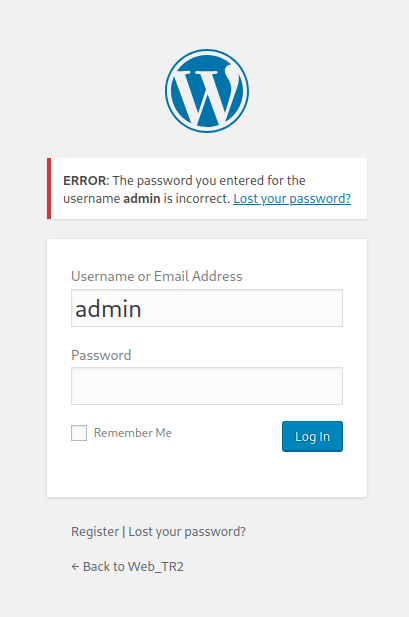 ERROR: The password you entered for the
username admin is incorrect. Lost your password?
Username or Email Address
admin
Password
Remember Me
Log In
Register | Lost your password?
← Back to Web_TR2